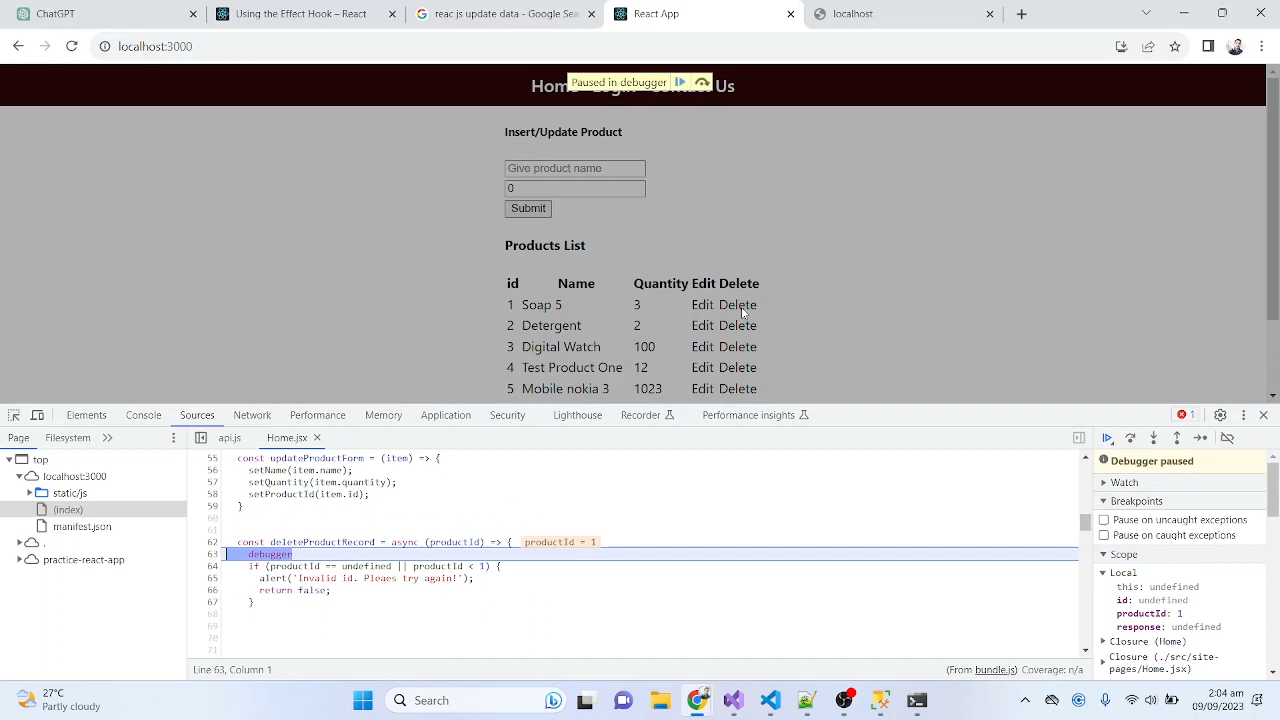 ChatGPT
Using the Effect Hook – React
reac js update data - Google Sea
React App
localhost
localhost:3000
Paused in debugger
Insert/Update Product
Give product name
0
Submit
Products List
id Name Quantity Edit Delete
1 Soap 5 3 Edit Delete
2 Detergent 2 Edit Delete
3 Digital Watch 100 Edit Delete
4 Test Product One 12 Edit Delete
5 Mobile nokia 3 1023 Edit Delete
Elements Console Sources Network Performance Memory Application Security Lighthouse Recorder Performance insights 1
Page Filesystem
api.js Home.jsx
top
localhost:3000
static/js
(index)
manifest.json
.
practice-react-app
55 const updateProductForm = (item) => {
56 setName(item.name);
57 setQuantity(item.quantity);
58 setProductId(item.id);
59 }
60
61
62 const deleteProductRecord = async (productId) => { productId = 1
63 debugger
64 if (productId == undefined || productId < 1) {
65 alert('Invalid id. Pleaes try again!');
66 return false;
67 }
68
69
70
71
Line 63, Column 1
(From bundle.js) Coverage: n/a
Debugger paused
Watch
Breakpoints
Pause on uncaught exceptions
Pause on caught exceptions
Scope
Local
this: undefined
id: undefined
productId: 1
response: undefined
Closure (Home)
Closure (./src/site-
pages/Home.jsx)
27°C
Partly cloudy
Search
2:04 am
09/09/2023